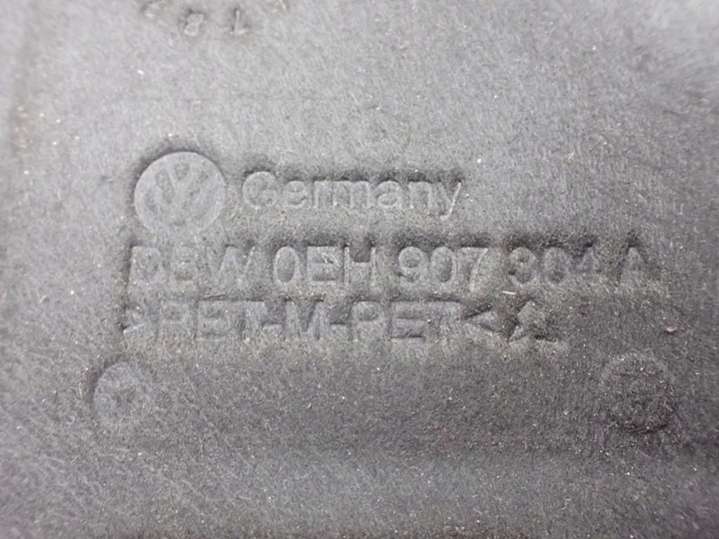 Germany
0EH 907 304 A
>PET-M-PET<